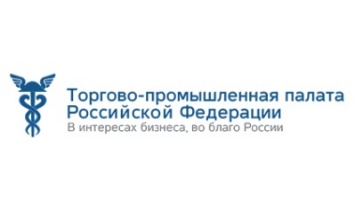 Торгово-промышленная палата
Российской Федерации
В интересах бизнеса, во благо России